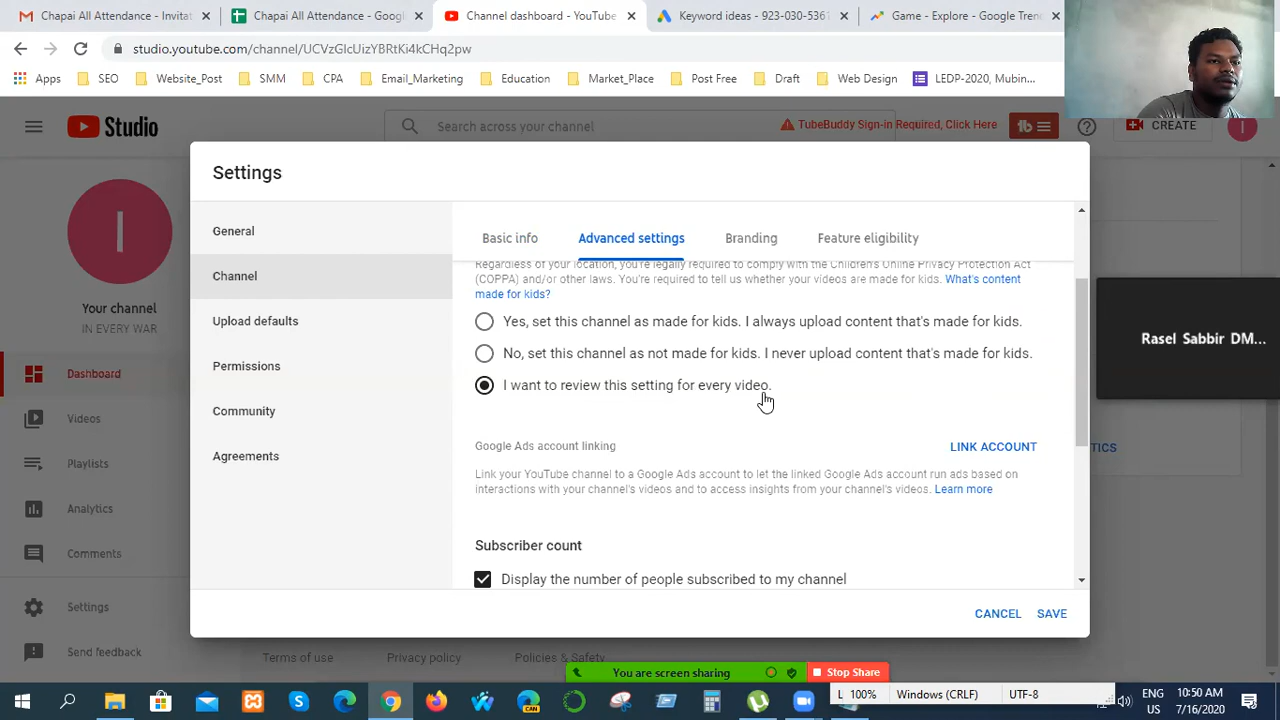 Chapai All Attendance - Invitati
Chapai All Attendance - Google
Channel dashboard - YouTube
Keyword ideas - 923-030-5361
Game - Explore - Google Tren
studio.youtube.com/channel/UCVzGIcUizYBRtKi4kCHq2pw
Apps
SEO
Website_Post
SMM
CPA
Email_Marketing
Education
Market_Place
Post Free
Draft
Web Design
LEDP-2020, Mubin...
Studio
Search across your channel
TubeBuddy Sign-in Required, Click Here
tb
CREATE
I
Settings
I
Your channel
IN EVERY WAR
Dashboard
Videos
Playlists
Analytics
Comments
Settings
Send feedback
General
Channel
Upload defaults
Permissions
Community
Agreements
Basic info
Advanced settings
Branding
Feature eligibility
Regardless of your location, you're legally required to comply with the Children's Online Privacy Protection Act
(COPPA) and/or other laws. You're required to tell us whether your videos are made for kids. What's content
made for kids?
Yes, set this channel as made for kids. I always upload content that's made for kids.
No, set this channel as not made for kids. I never upload content that's made for kids.
I want to review this setting for every video.
Google Ads account linking
LINK ACCOUNT
Link your YouTube channel to a Google Ads account to let the linked Google Ads account run ads based on
interactions with your channel's videos and to access insights from your channel's videos. Learn more
Subscriber count
Display the number of people subscribed to my channel
CANCEL
SAVE
TICS
Rasel Sabbir DM...
Terms of use
Privacy policy
Policies & Safety
You are screen sharing
Stop Share
L 100%
Windows (CRLF)
UTF-8
ENG
US
10:50 AM
7/16/2020